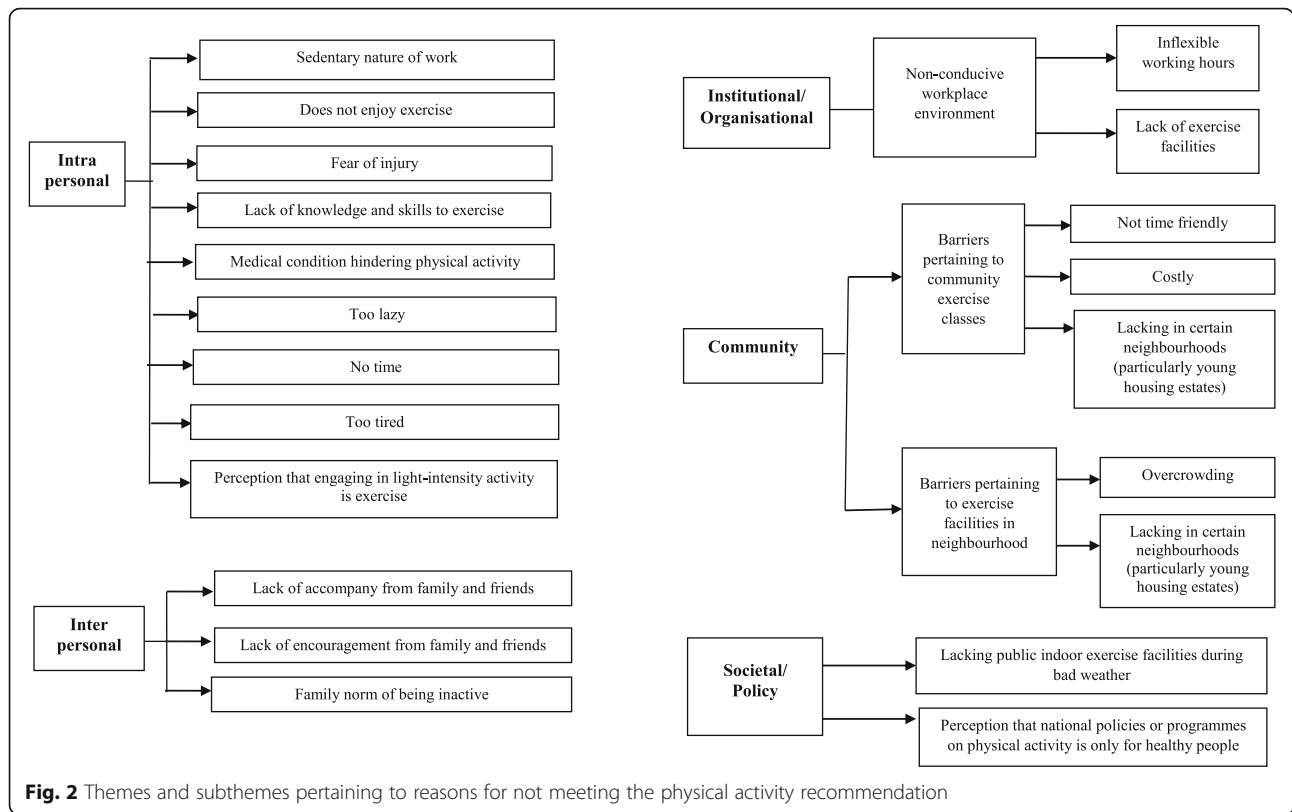 Intra
personal
Sedentary nature of work
Does not enjoy exercise
Fear of injury
Lack of knowledge and skills to exercise
Medical condition hindering physical activity
Too lazy
No time
Too tired
Perception that engaging in light-intensity activity
is exercise
Inter
personal
Lack of accompany from family and friends
Lack of encouragement from family and friends
Family norm of being inactive
Institutional/
Organisational
Non-conducive
workplace
environment
Inflexible
working hours
Lack of exercise
facilities
Community
Barriers
pertaining to
community
exercise
classes
Not time friendly
Costly
Lacking in certain
neighbourhoods
(particularly young
housing estates)
Barriers pertaining
to exercise
facilities in
neighbourhood
Overcrowding
Lacking in certain
neighbourhoods
(particularly young
housing estates)
Societal/
Policy
Lacking public indoor exercise facilities during
bad weather
Perception that national policies or programmes
on physical activity is only for healthy people
Fig. 2 Themes and subthemes pertaining to reasons for not meeting the physical activity recommendation